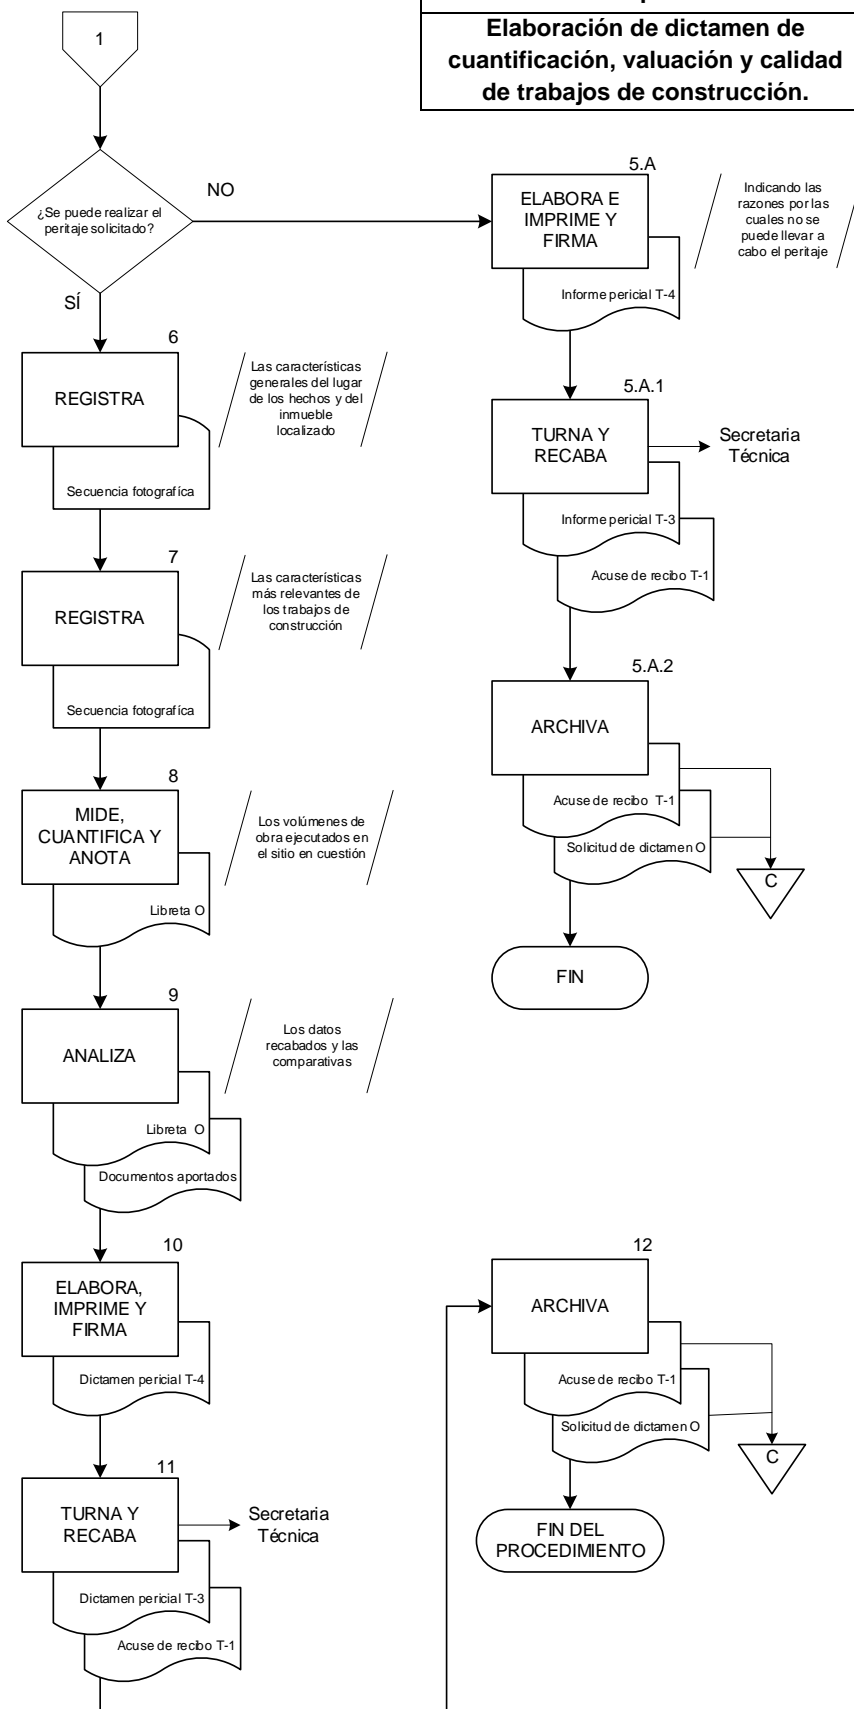 Elaboración de dictamen de
cuantificación, valuación y calidad
de trabajos de construcción.
1
¿Se puede realizar el
peritaje solicitado?
NO
SÍ
5.A
ELABORA E
IMPRIME Y
FIRMA
Informe pericial T-4
Indicando las
razones por las
cuales no se
puede llevar a
cabo el peritaje
5.A.1
TURNA Y
RECABA
Secretaria
Técnica
Informe pericial T-3
Acuse de recibo T-1
5.A.2
ARCHIVA
Acuse de recibo T-1
Solicitud de dictamen O
C
FIN
6
REGISTRA
Secuencia fotografíca
Las características
generales del lugar
de los hechos y del
inmueble
localizado
7
REGISTRA
Secuencia fotografíca
Las características
más relevantes de
los trabajos de
construcción
8
MIDE,
CUANTIFICA Y
ANOTA
Libreta O
Los volúmenes de
obra ejecutados en
el sitio en cuestión
9
ANALIZA
Libreta O
Documentos aportados
Los datos
recabados y las
comparativas
10
ELABORA,
IMPRIME Y
FIRMA
Dictamen pericial T-4
11
TURNA Y
RECABA
Secretaria
Técnica
Dictamen pericial T-3
Acuse de recibo T-1
12
ARCHIVA
Acuse de recibo T-1
Solicitud de dictamen O
C
FIN DEL
PROCEDIMIENTO